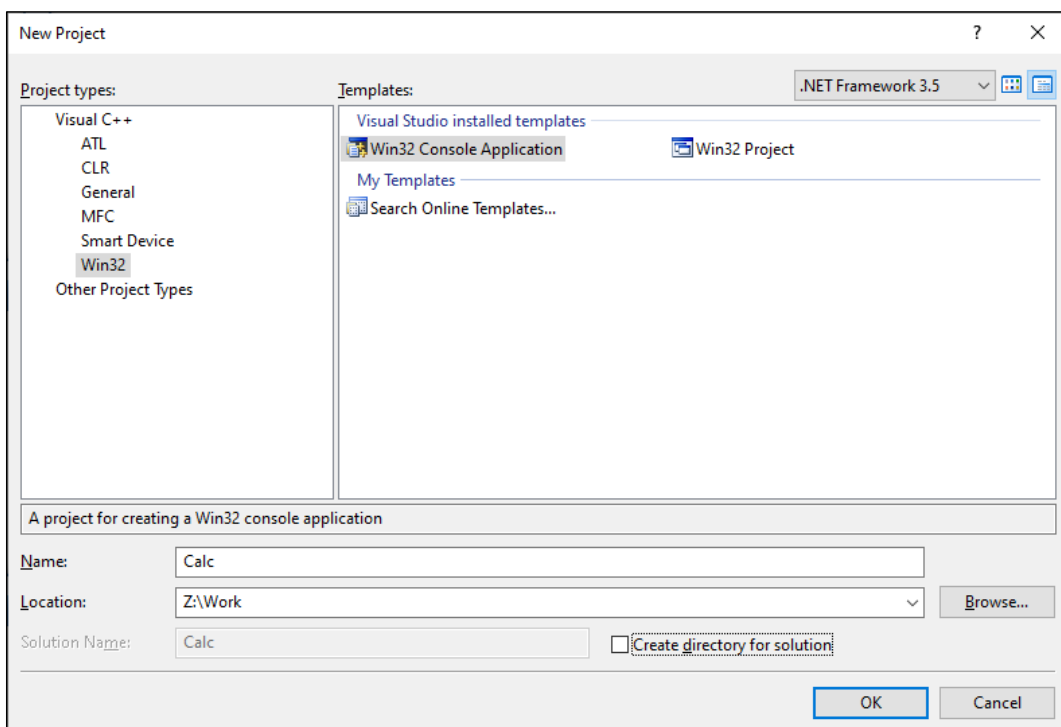 New Project
Project types:
Templates:
.NET Framework 3.5
Visual C++
ATL
CLR
General
MFC
Smart Device
Win32
Other Project Types
Visual Studio installed templates
Win32 Console Application
Win32 Project
My Templates
Search Online Templates...
A project for creating a Win32 console application
Name:
Calc
Location:
Z:\Work
Browse...
Solution Name:
Calc
Create directory for solution
OK
Cancel